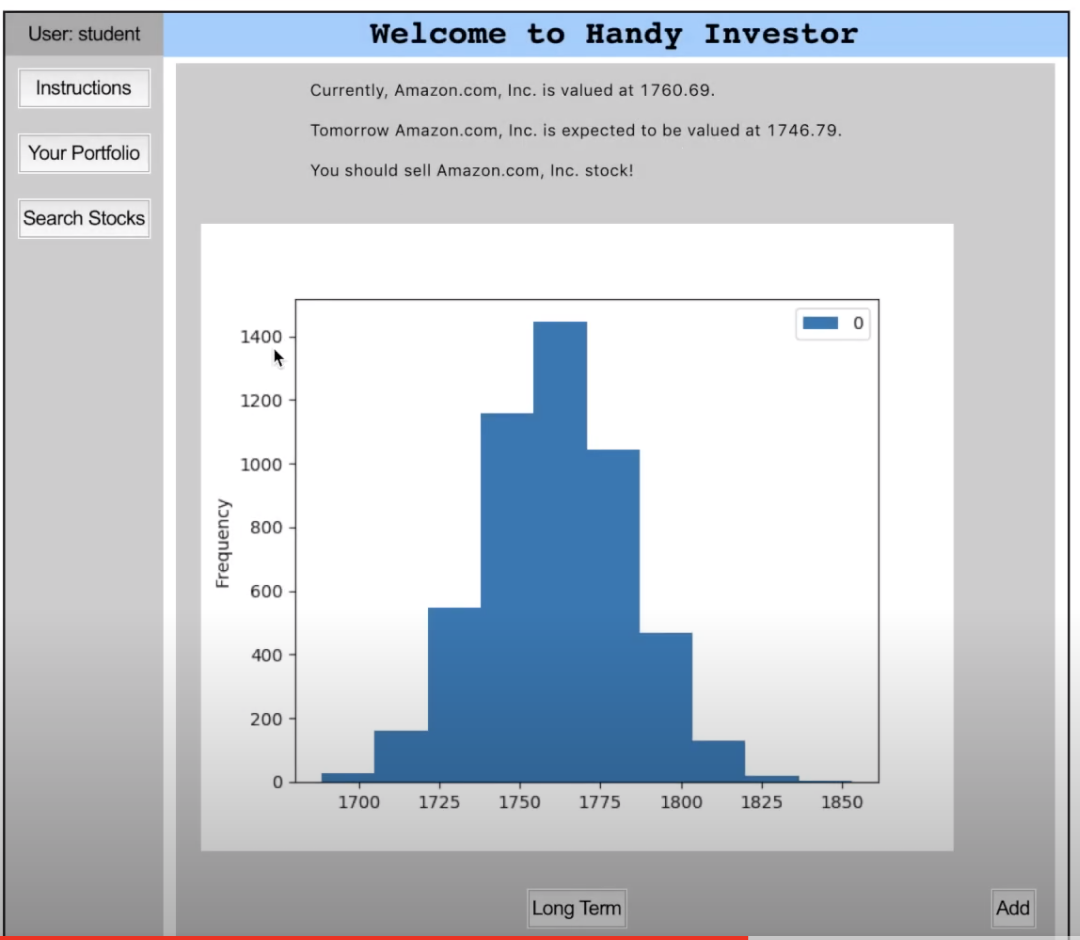 User: student
Welcome to Handy Investor
Instructions
Your Portfolio
Search Stocks
Currently, Amazon.com, Inc. is valued at 1760.69.
Tomorrow Amazon.com, Inc. is expected to be valued at 1746.79.
You should sell Amazon.com, Inc. stock!
0
1400
1200
1000
800
600
400
200
0
Frequency
1700 1725 1750 1775 1800 1825 1850
Long Term
Add